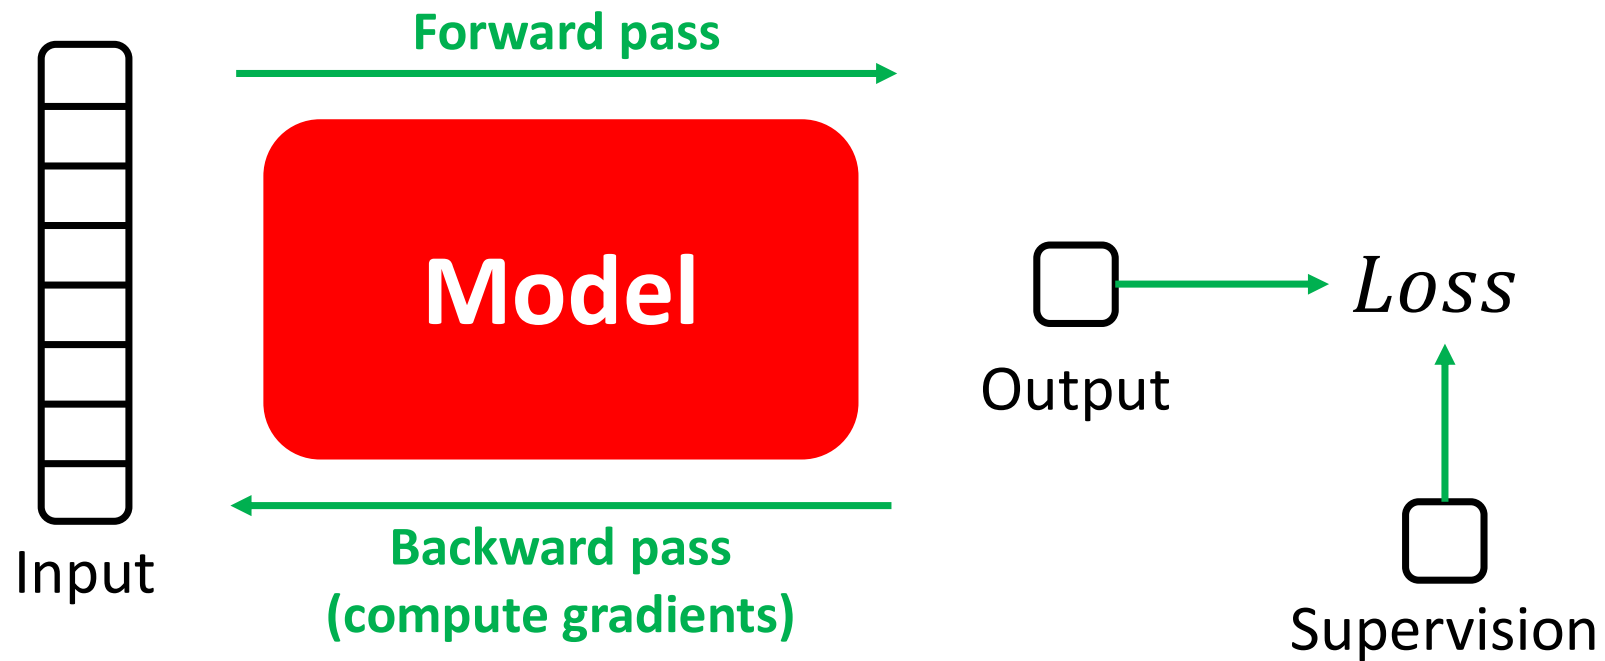 Forward pass
Model
Loss
Output
Backward pass
(compute gradients)
Input
Supervision